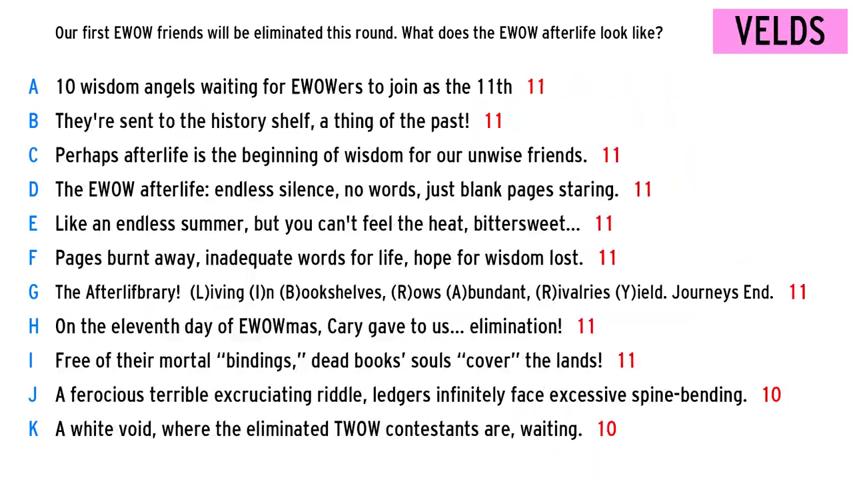 Our first EWOW friends will be eliminated this round. What does the EWOW afterlife look like?
VELDS
A 10 wisdom angels waiting for EWOWers to join as the 11th 11
B They're sent to the history shelf, a thing of the past! 11
C Perhaps afterlife is the beginning of wisdom for our unwise friends. 11
D The EWOW afterlife: endless silence, no words, just blank pages staring. 11
E Like an endless summer, but you can't feel the heat, bittersweet... 11
F Pages burnt away, inadequate words for life, hope for wisdom lost. 11
G The Afterlifbrary! (L)iving (I)n (B)ookshelves, (R)ows (A)bundant, (R)ivalries (Y)ield. Journeys End. 11
H On the eleventh day of EWOWmas, Cary gave to us... elimination! 11
I Free of their mortal “bindings,” dead books’ souls “cover” the lands! 11
J A ferocious terrible excruciating riddle, ledgers infinitely face excessive spine-bending. 10
K A white void, where the eliminated TWOW contestants are, waiting. 10